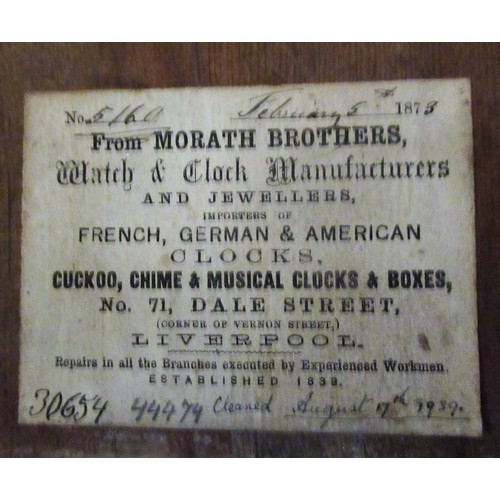 No. 5160 February 5th 1873
From MORATH BROTHERS,
Watch & Clock Manufacturers
AND JEWELLERS,
IMPORTERS OF
FRENCH, GERMAN & AMERICAN
CLOCKS,
CUCKOO, CHIME & MUSICAL CLOCKS & BOXES,
No. 71, DALE STREET,
(CORNER OF VERNON STREET,)
LIVERPOOL.
Repairs in all the Branches executed by Experienced Workmen.
ESTABLISHED 1839.
30654 44474 Cleaned August 17th 1939.